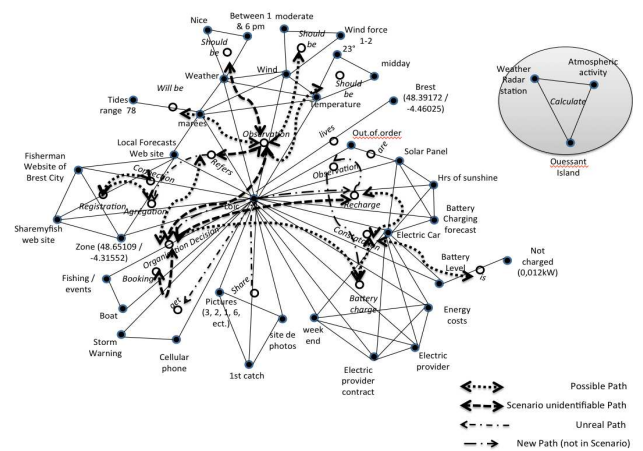 Nice
Between 1
& 6 pm
moderate
Wind force
1-2
Should
be
Should
be
23°
midday
Weather
Wind
Should
be
Will be
Temperature
Brest
(48.39172 /
-4.46025)
Tides
range 78
marées
Observation
lives
Out.of.order
are
Weather
Radar
station
Atmospheric
activity
Calculate
Ouessant
Island
Local Forecasts
Web site
Refers
Solar Panel
Fisherman
Website of
Brest City
Connection
Observation
Hrs of sunshine
Registration
Agregation
Loic
Recharge
Battery
Charging
forecast
Sharemyfish
web site
Zone (48.65109 /
-4.31552)
Organization Decision
Constatation
Electric Car
Battery
Level
is
Not
charged
(0,012kW)
Fishing /
events
Booking
get
Share
Battery
charge
Boat
Pictures
(3, 2, 1, 6,
ect.)
Energy
costs
Storm
Warning
Cellular
phone
site de
photos
week
end
1st catch
Electric
provider
contract
Electric
provider
Possible Path
Scenario unidentifiable Path
Unreal Path
New Path (not in Scenario)